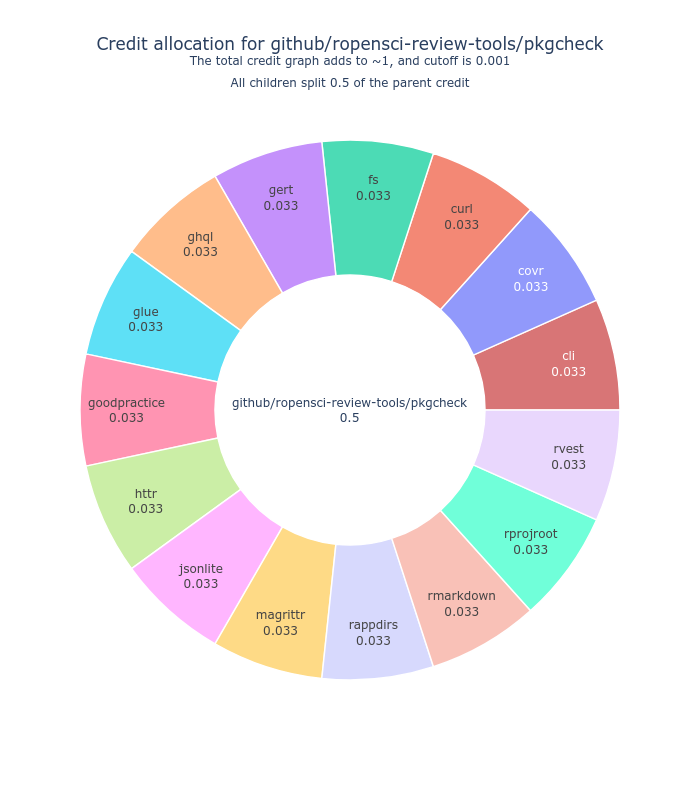 Credit allocation for github/ropensci-review-tools/pkgcheck
The total credit graph adds to ~1, and cutoff is 0.001
All children split 0.5 of the parent credit
fs
0.033
curl
0.033
covr
0.033
cli
0.033
rvest
0.033
rprojroot
0.033
rmarkdown
0.033
rappdirs
0.033
magrittr
0.033
jsonlite
0.033
httr
0.033
goodpractice
0.033
glue
0.033
ghql
0.033
gert
0.033
github/ropensci-review-tools/pkgcheck
0.5